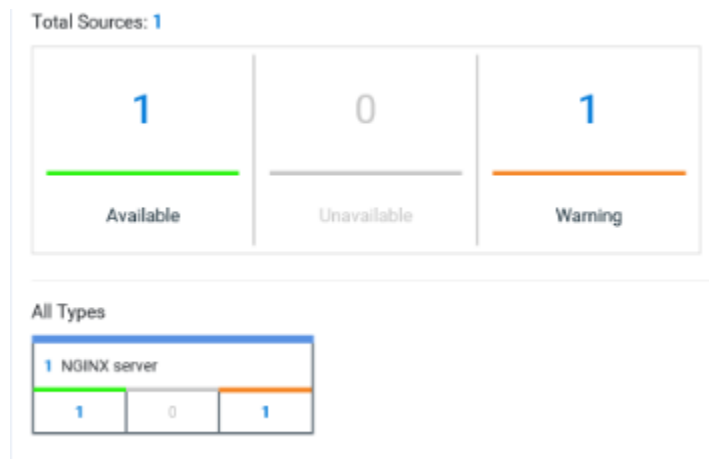 Total Sources: 1
1 0 1
Available Unavailable Warning
All Types
1 NGINX server
1 0 1